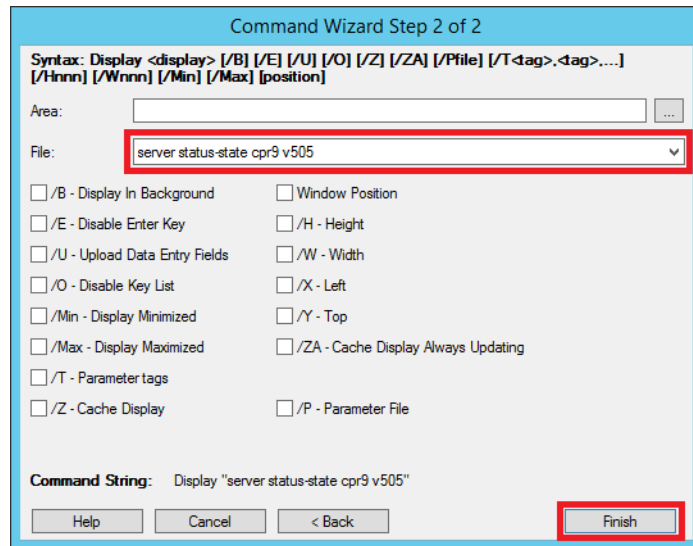 Command Wizard Step 2 of 2
Syntax: Display <display> [/B] [/E] [/U] [/O] [/Z] [/ZA] [/Pfile] [/T<tag>,<tag>,...]
[/Hnnn] [/Wnnn] [/Min] [/Max] [position]
Area:
...
File:
server status-state cpr9 v505
/B - Display In Background
Window Position
/E - Disable Enter Key
/H - Height
/U - Upload Data Entry Fields
/W - Width
/O - Disable Key List
/X - Left
/Min - Display Minimized
/Y - Top
/Max - Display Maximized
/ZA - Cache Display Always Updating
/T - Parameter tags
/Z - Cache Display
/P - Parameter File
Command String: Display "server status-state cpr9 v505"
Help
Cancel
< Back
Finish